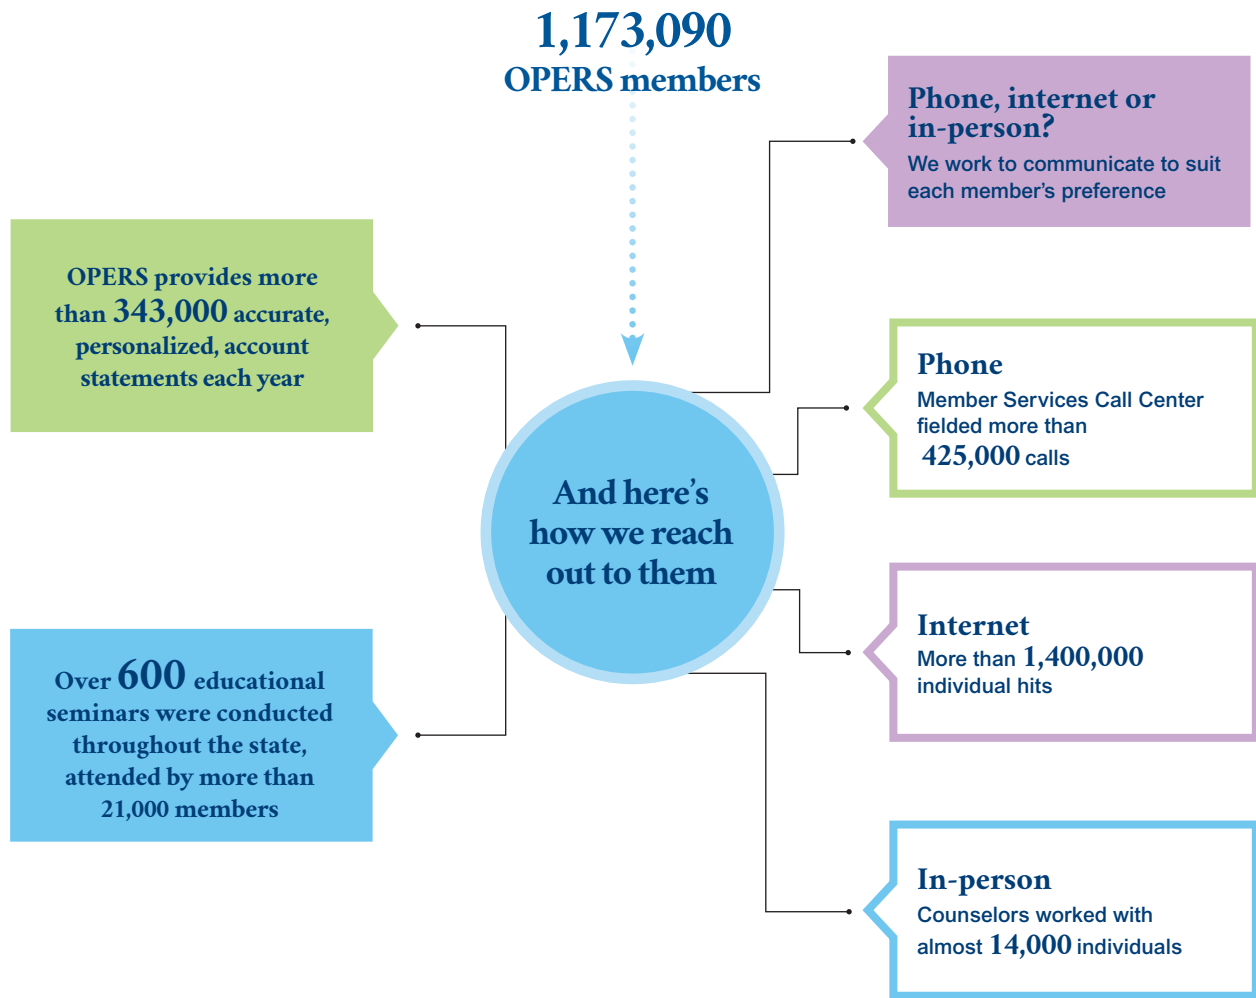 1,173,090
OPERS members
Phone, internet or
in-person?
We work to communicate to suit
each member’s preference
OPERS provides more
than 343,000 accurate,
personalized, account
statements each year
Phone
Member Services Call Center
fielded more than
425,000 calls
And here’s
how we reach
out to them
Internet
More than 1,400,000
individual hits
Over 600 educational
seminars were conducted
throughout the state,
attended by more than
21,000 members
In-person
Counselors worked with
almost 14,000 individuals